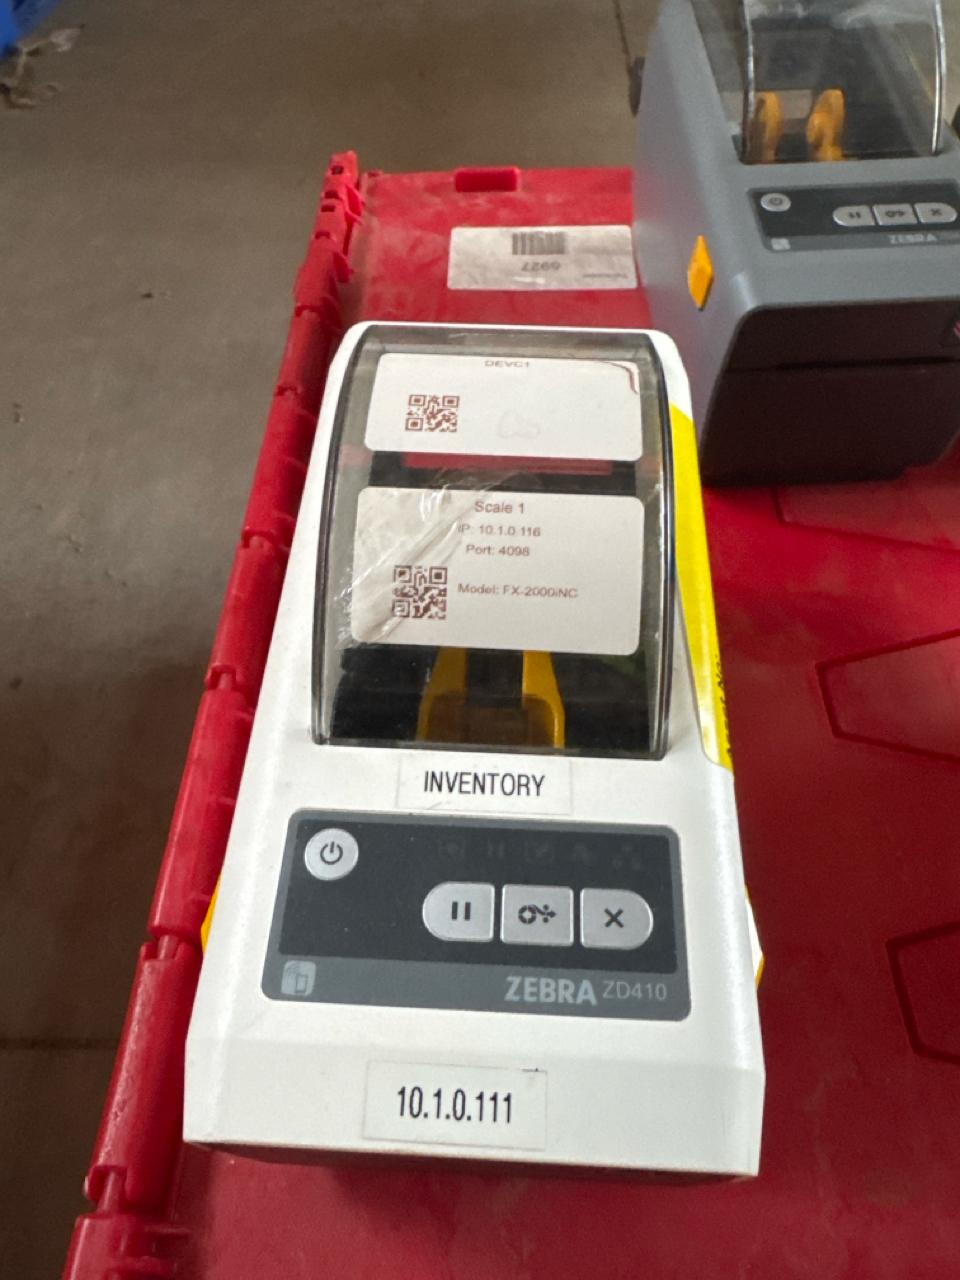 6927
ZEBRA
DEVC1
Scale 1
IP: 10.1.0.116
Port: 4098
Model: FX-2000iNC
INVENTORY
ZEBRA ZD410
10.1.0.111